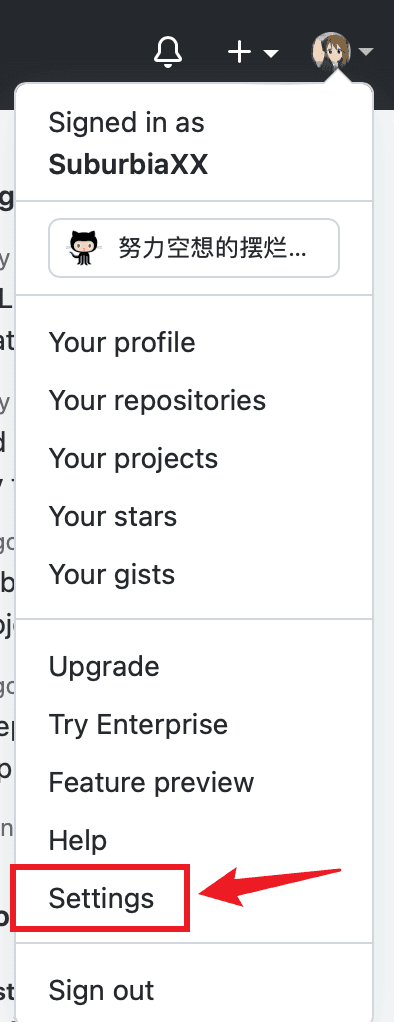 Signed in as
SuburbiaXX
努力空想的摆烂...
Your profile
Your repositories
Your projects
Your stars
Your gists
Upgrade
Try Enterprise
Feature preview
Help
Settings
Sign out